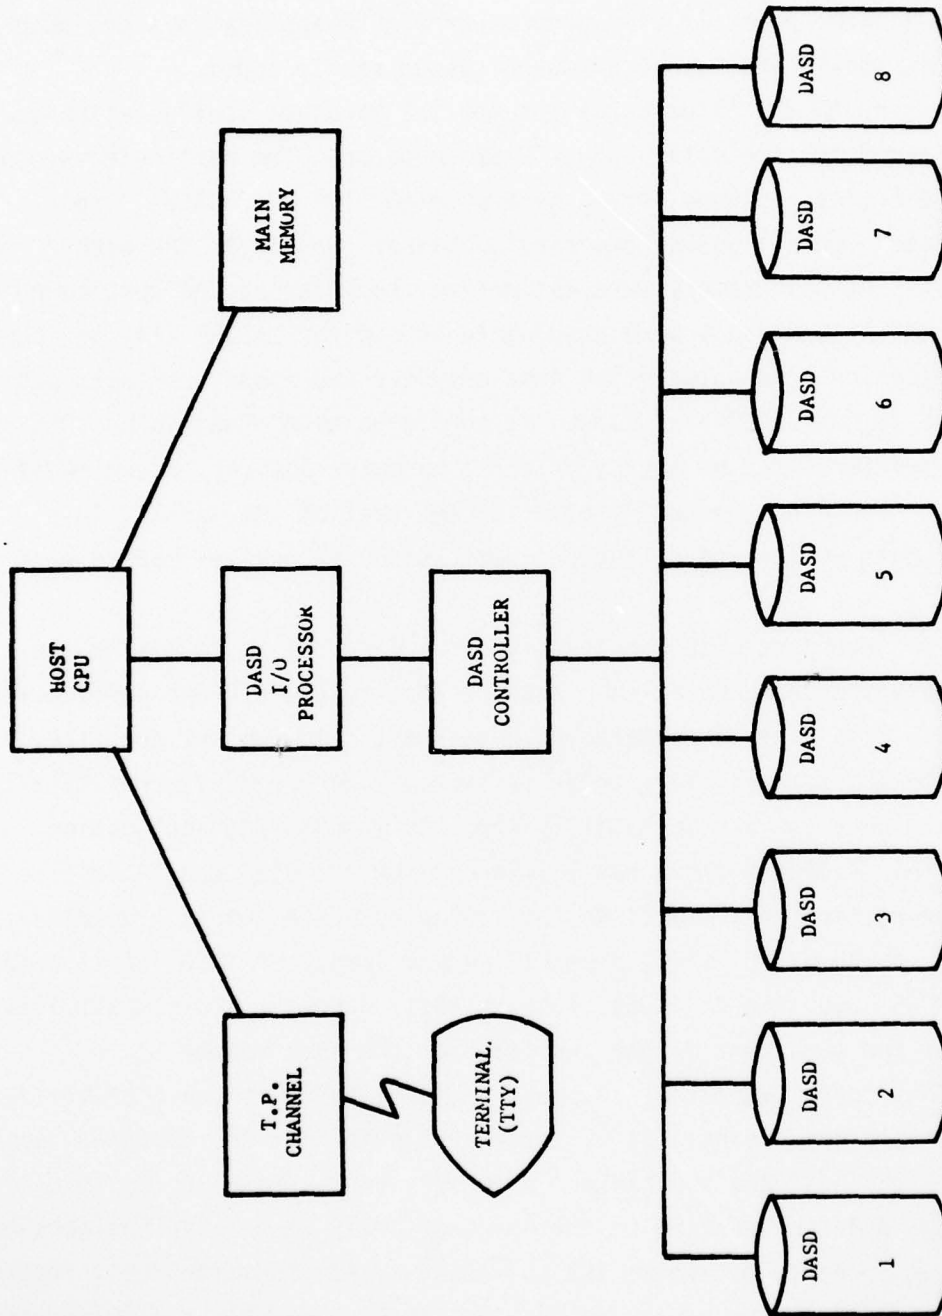 HOST
CPU
T.P.
CHANNEL
DASD
I/O
PROCESSOR
MAIN
MEMORY
TERMINAL.
(TTY)
DASD
CONTROLLER
DASD
1
DASD
2
DASD
3
DASD
4
DASD
5
DASD
6
DASD
7
DASD
8